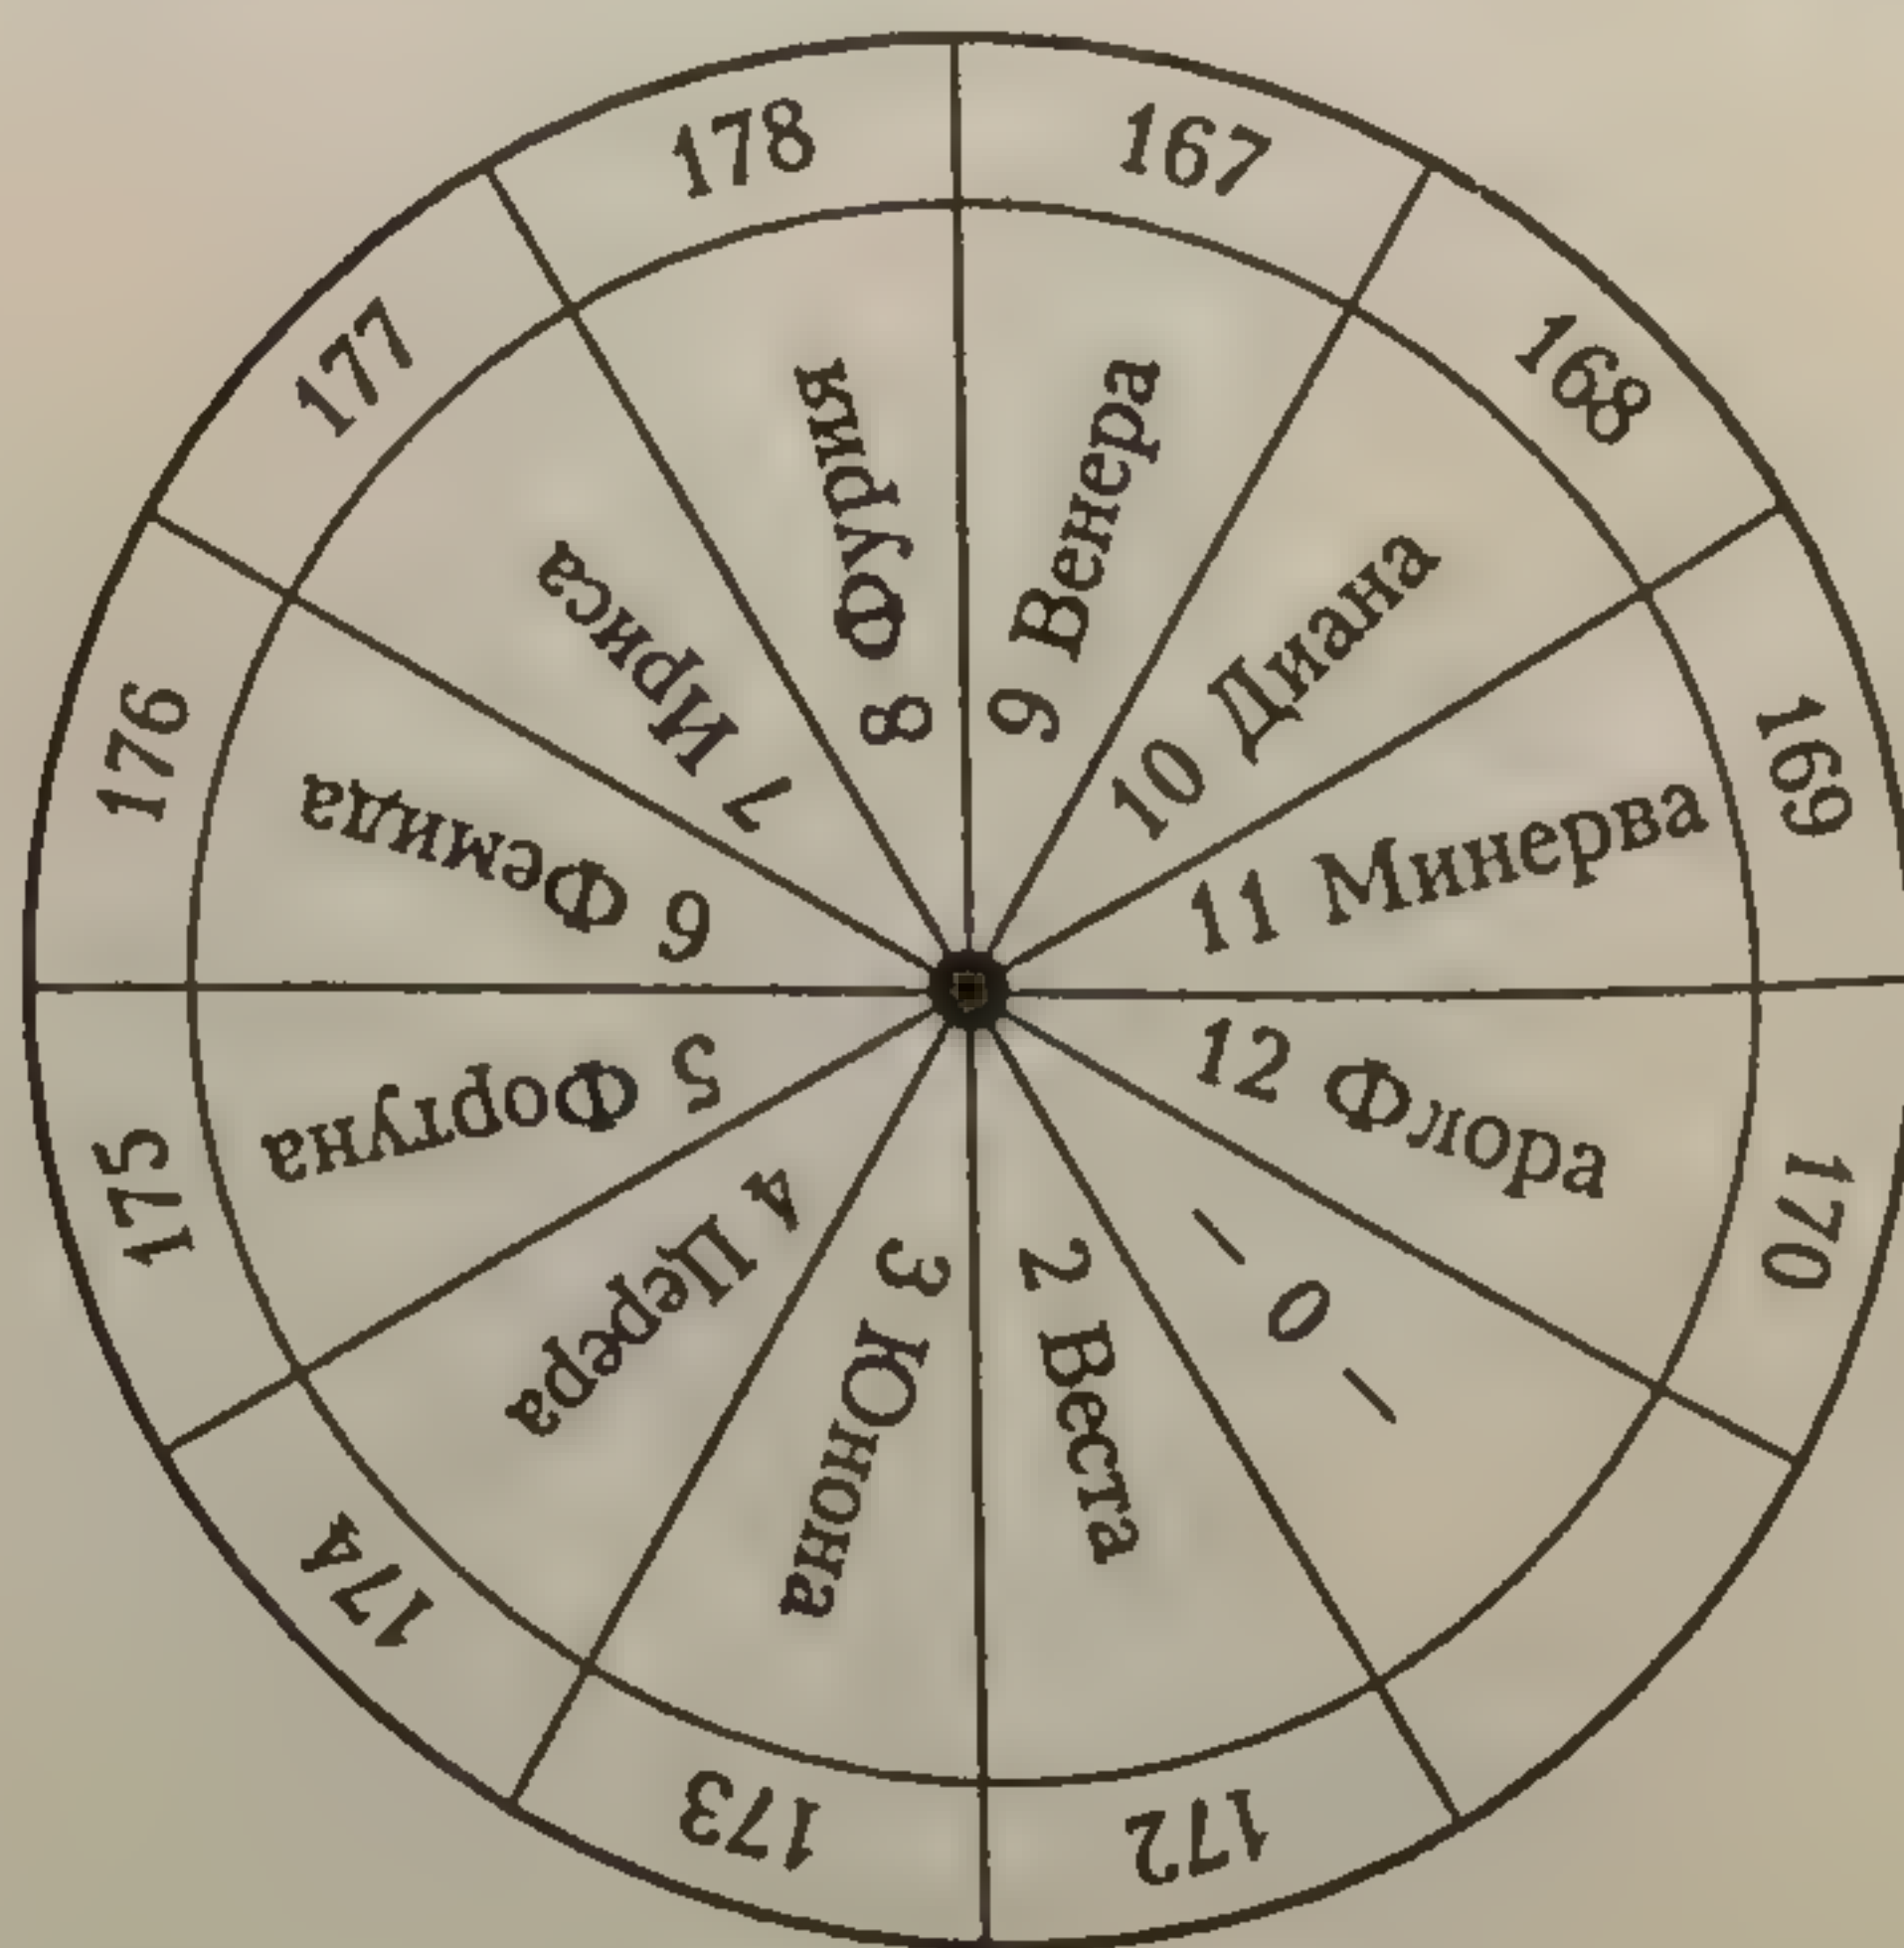 167
9 Венера
168
10 Диана
169
11 Минерва
170
12 Флора
— 0 —
172
2 Веста
173
3 Юнона
174
4 Церера
175
5 Фортуна
176
6 Фемида
177
7 Ириса
178
8 Фурия